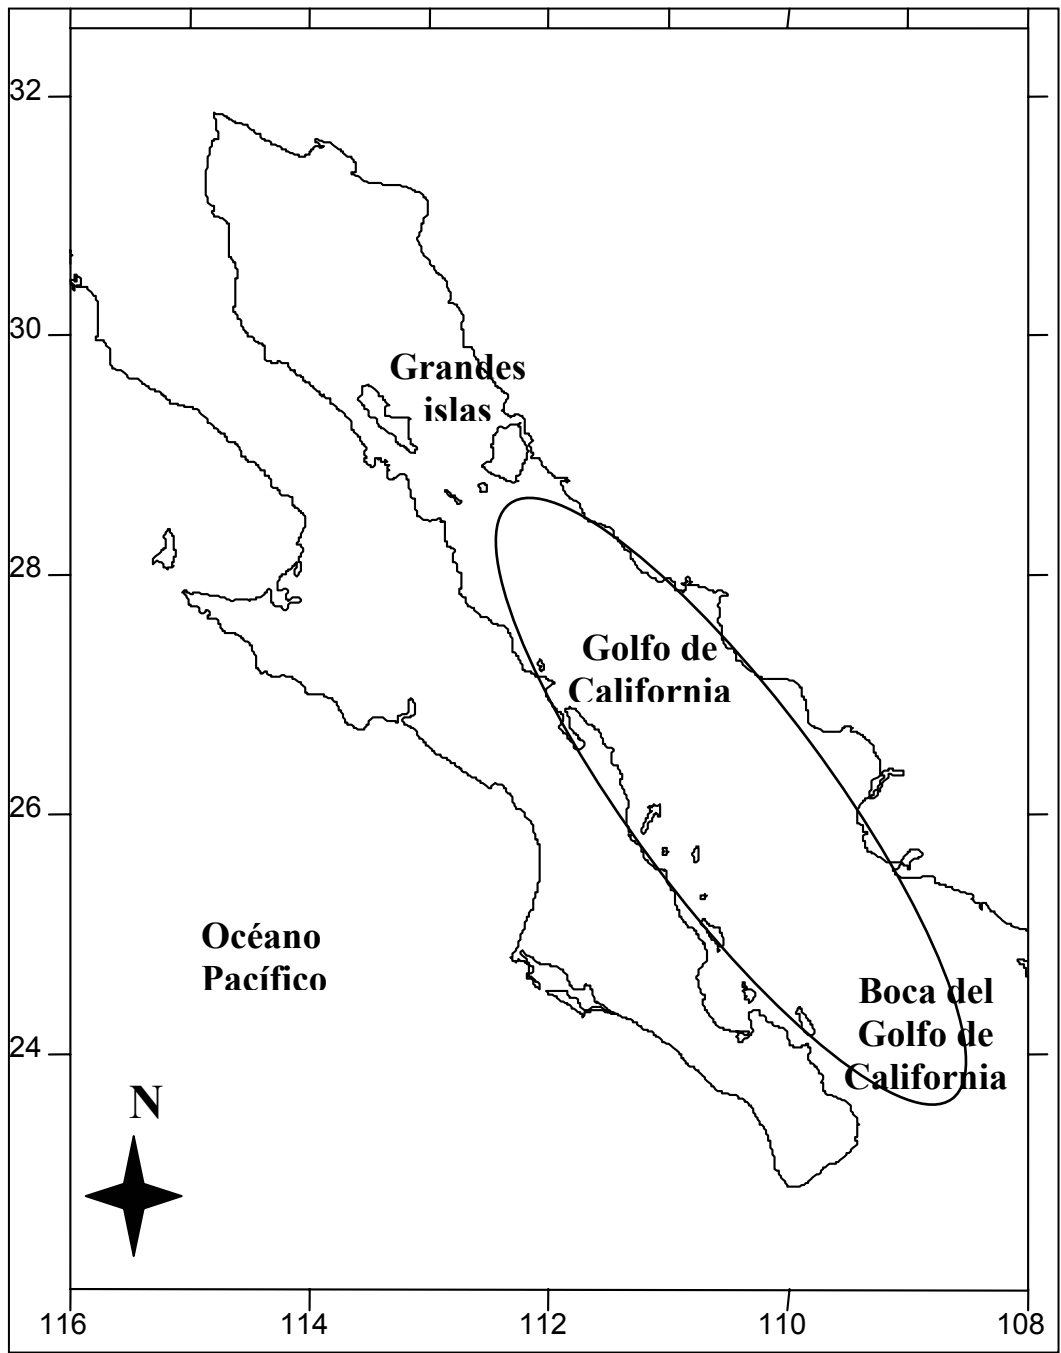 32
30
Grandes
islas
28
Golfo de
California
26
Océano
Pacífico
Boca del
Golfo de
California
24
N
116 114 112 110 108